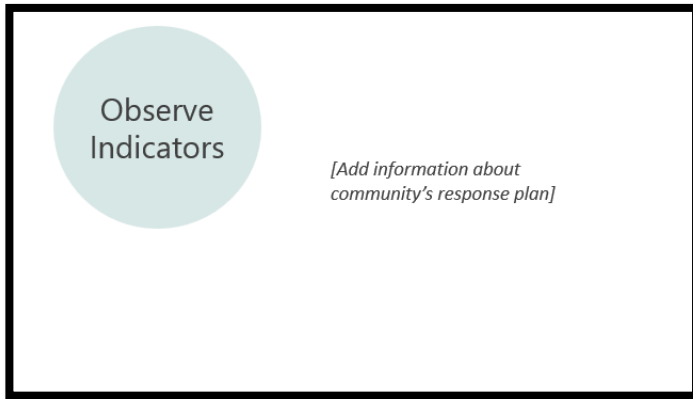 Observe
Indicators
[Add information about
community's response plan]